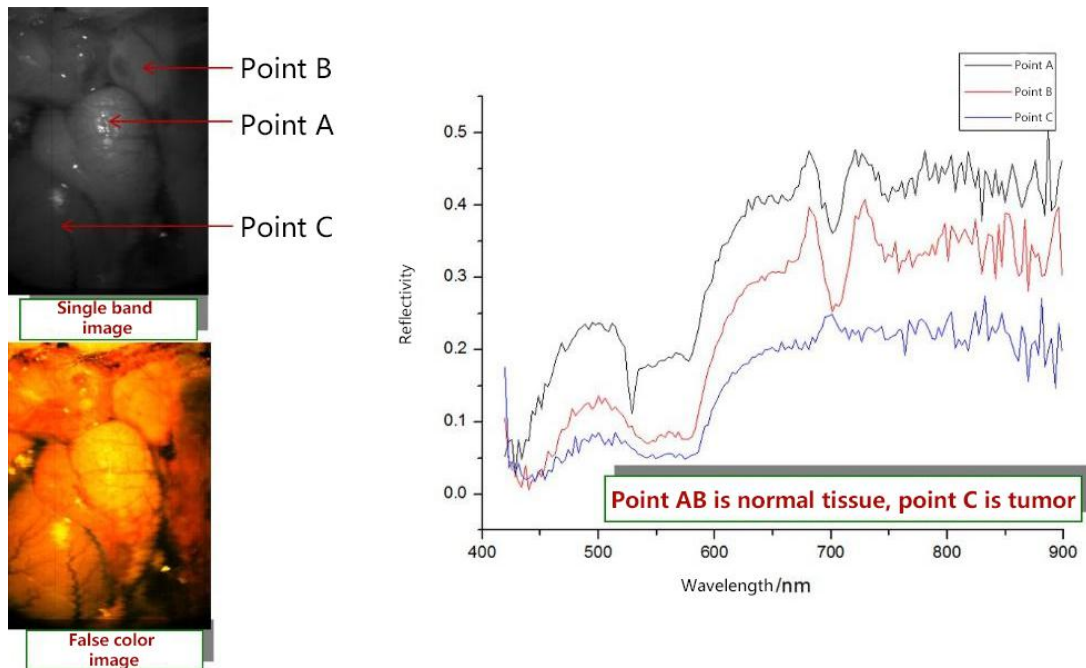 Point B
Point A
Point C
Single band
image
False color
image
Point A
Point B
Point C
0.5
0.4
0.3
0.2
0.1
0.0
Reflectivity
400
500
600
700
800
900
Wavelength/nm
Point AB is normal tissue, point C is tumor